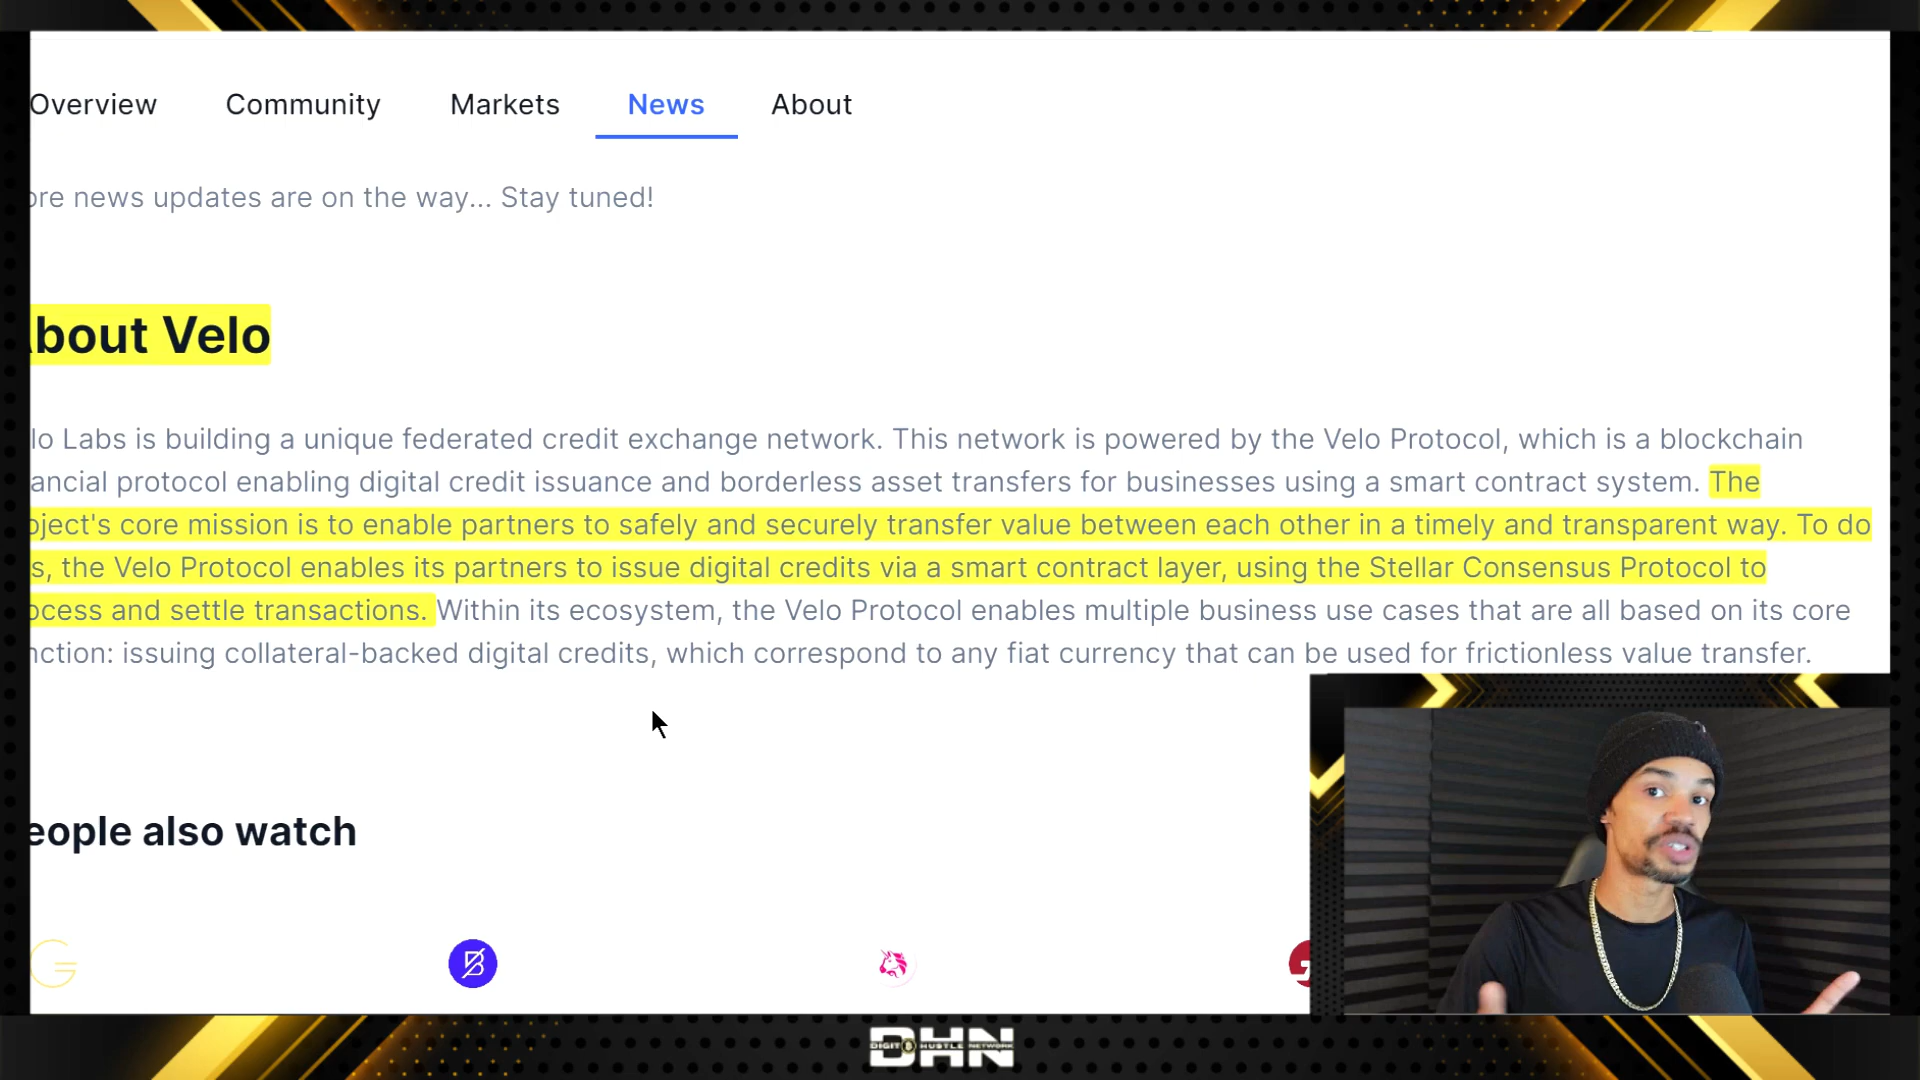 Overview Community Markets News About
ore news updates are on the way... Stay tuned!
bout Velo
lo Labs is building a unique federated credit exchange network. This network is powered by the Velo Protocol, which is a blockchain
ancial protocol enabling digital credit issuance and borderless asset transfers for businesses using a smart contract system. The
oject's core mission is to enable partners to safely and securely transfer value between each other in a timely and transparent way. To do
s, the Velo Protocol enables its partners to issue digital credits via a smart contract layer, using the Stellar Consensus Protocol to
ocess and settle transactions. Within its ecosystem, the Velo Protocol enables multiple business use cases that are all based on its core
nction: issuing collateral-backed digital credits, which correspond to any fiat currency that can be used for frictionless value transfer.
eople also watch
DHN
DIGIT HUSTLE NETWORK